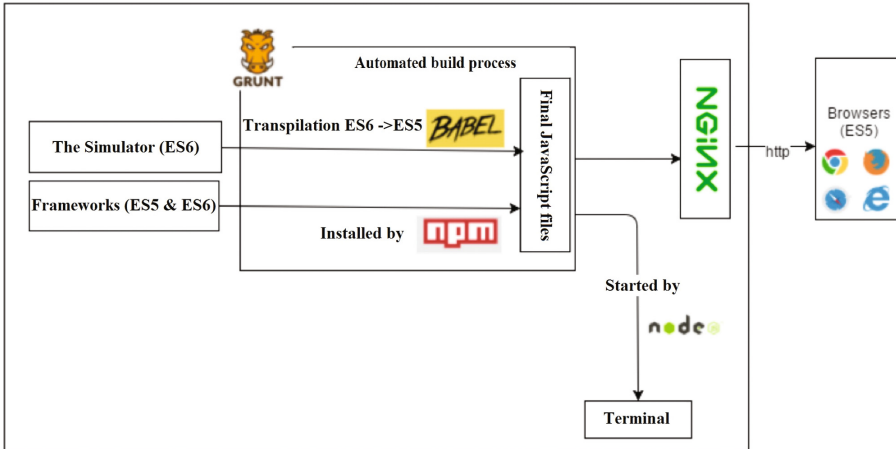 GRUNT
Automated build process
Transpilation ES6 ->ES5
BABEL
The Simulator (ES6)
Frameworks (ES5 & ES6)
Installed by
npm
Final JavaScript files
NGiNX
http
Browsers
(ES5)
Started by
node
Terminal